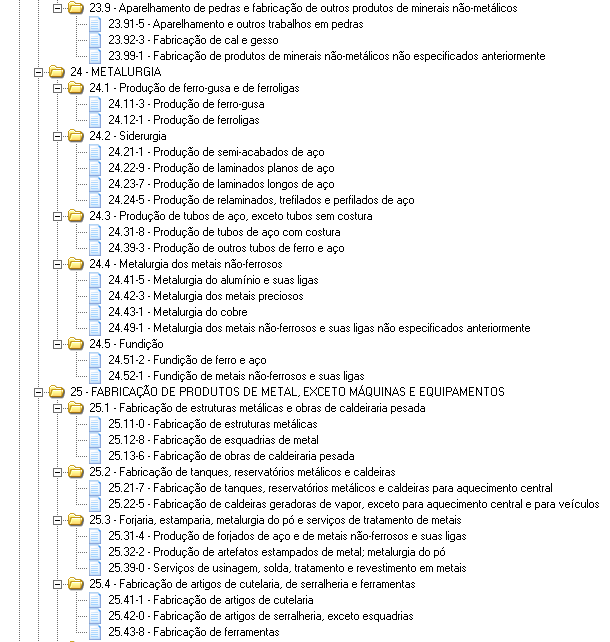 23.9 - Aparelhamento de pedras e fabricação de outros produtos de minerais não-metálicos
23.91-5 - Aparelhamento e outros trabalhos em pedras
23.92-3 - Fabricação de cal e gesso
23.99-1 - Fabricação de produtos de minerais não-metálicos não especificados anteriormente
24 - METALURGIA
24.1 - Produção de ferro-gusa e de ferroligas
24.11-3 - Produção de ferro-gusa
24.12-1 - Produção de ferroligas
24.2 - Siderurgia
24.21-1 - Produção de semi-acabados de aço
24.22-9 - Produção de laminados planos de aço
24.23-7 - Produção de laminados longos de aço
24.24-5 - Produção de relaminados, trefilados e perfilados de aço
24.3 - Produção de tubos de aço, exceto tubos sem costura
24.31-8 - Produção de tubos de aço com costura
24.39-3 - Produção de outros tubos de ferro e aço
24.4 - Metalurgia dos metais não-ferrosos
24.41-5 - Metalurgia do alumínio e suas ligas
24.42-3 - Metalurgia dos metais preciosos
24.43-1 - Metalurgia do cobre
24.49-1 - Metalurgia dos metais não-ferrosos e suas ligas não especificados anteriormente
24.5 - Fundição
24.51-2 - Fundição de ferro e aço
24.52-1 - Fundição de metais não-ferrosos e suas ligas
25 - FABRICAÇÃO DE PRODUTOS DE METAL, EXCETO MÁQUINAS E EQUIPAMENTOS
25.1 - Fabricação de estruturas metálicas e obras de caldeiraria pesada
25.11-0 - Fabricação de estruturas metálicas
25.12-8 - Fabricação de esquadrias de metal
25.13-6 - Fabricação de obras de caldeiraria pesada
25.2 - Fabricação de tanques, reservatórios metálicos e caldeiras
25.21-7 - Fabricação de tanques, reservatórios metálicos e caldeiras para aquecimento central
25.22-5 - Fabricação de caldeiras geradoras de vapor, exceto para aquecimento central e para veículos
25.3 - Forjaria, estamparia, metalurgia do pó e serviços de tratamento de metais
25.31-4 - Produção de forjados de aço e de metais não-ferrosos e suas ligas
25.32-2 - Produção de artefatos estampados de metal; metalurgia do pó
25.39-0 - Serviços de usinagem, solda, tratamento e revestimento em metais
25.4 - Fabricação de artigos de cutelaria, de serralheria e ferramentas
25.41-1 - Fabricação de artigos de cutelaria
25.42-0 - Fabricação de artigos de serralheria, exceto esquadrias
25.43-8 - Fabricação de ferramentas